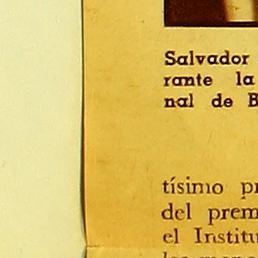 Salvador
rante la
nal de B
tísimo pr
del prem
el Institu